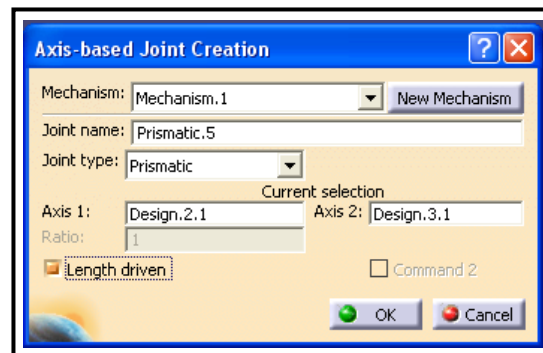 Axis-based Joint Creation
Mechanism: Mechanism.1 New Mechanism
Joint name: Prismatic.5
Joint type: Prismatic
Current selection
Axis 1: Design.2.1 Axis 2: Design.3.1
Ratio: 1
Length driven Command 2
OK Cancel